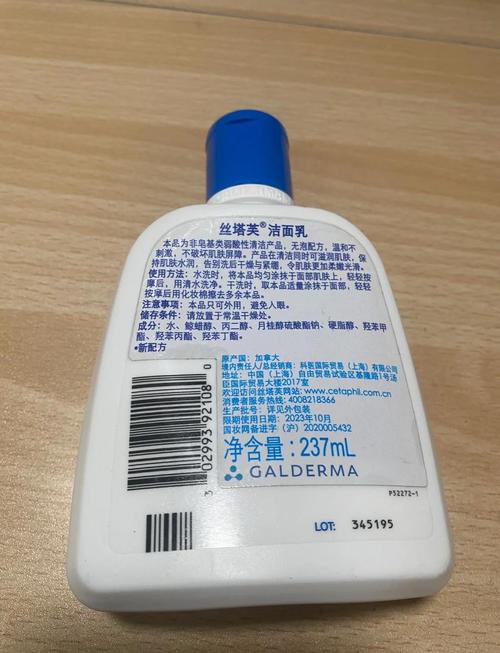 丝塔芙®洁面乳
本品为非皂基类弱酸性清洁产品，无泡配方，温和不
刺激，不破坏肌肤屏障。产品在清洁同时可滋润肌肤，保
持肌肤水润，告别洗后干燥与紧绷，令肌肤更加柔嫩光滑。
使用方法：水洗时，将本品均匀涂抹于面部肌肤上，轻轻按
摩后，用清水洗净。干洗时，取本品适量涂抹于面部，轻轻
按摩后用化妆棉擦去多余本品。
注意事项：本品只可外用，避免入眼。
储存条件：请放置于常温干燥处。
成分：水、鲸蜡醇、丙二醇、月桂醇硫酸酯钠、硬脂醇、羟苯甲
酯、羟苯丙酯、羟苯丁酯。
•新配方
原产国：加拿大
境内责任人/总经销商：科医国际贸易（上海）有限公司
地址：中国（上海）自由贸易试验区基隆路1号汤
臣国际贸易大楼2017室
欢迎访问丝塔芙网站：www.cetaphil.com.cn
消费者服务热线：4008218366
生产批号：详见外包装
限期使用日期：2023年10月
国妆网备进字（沪）2020005432
净含量：237mL
GALDERMA
3 02993 92108 0
P52272-1
LOT: 345195